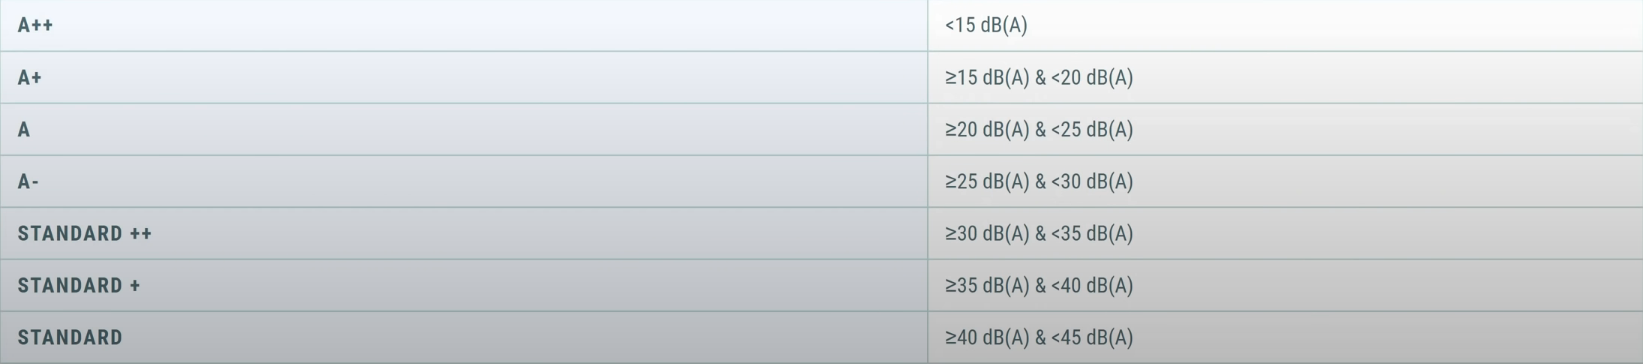 A++ <15 dB(A)
A+ ≥15 dB(A) & <20 dB(A)
A ≥20 dB(A) & <25 dB(A)
A- ≥25 dB(A) & <30 dB(A)
STANDARD ++ ≥30 dB(A) & <35 dB(A)
STANDARD + ≥35 dB(A) & <40 dB(A)
STANDARD ≥40 dB(A) & <45 dB(A)